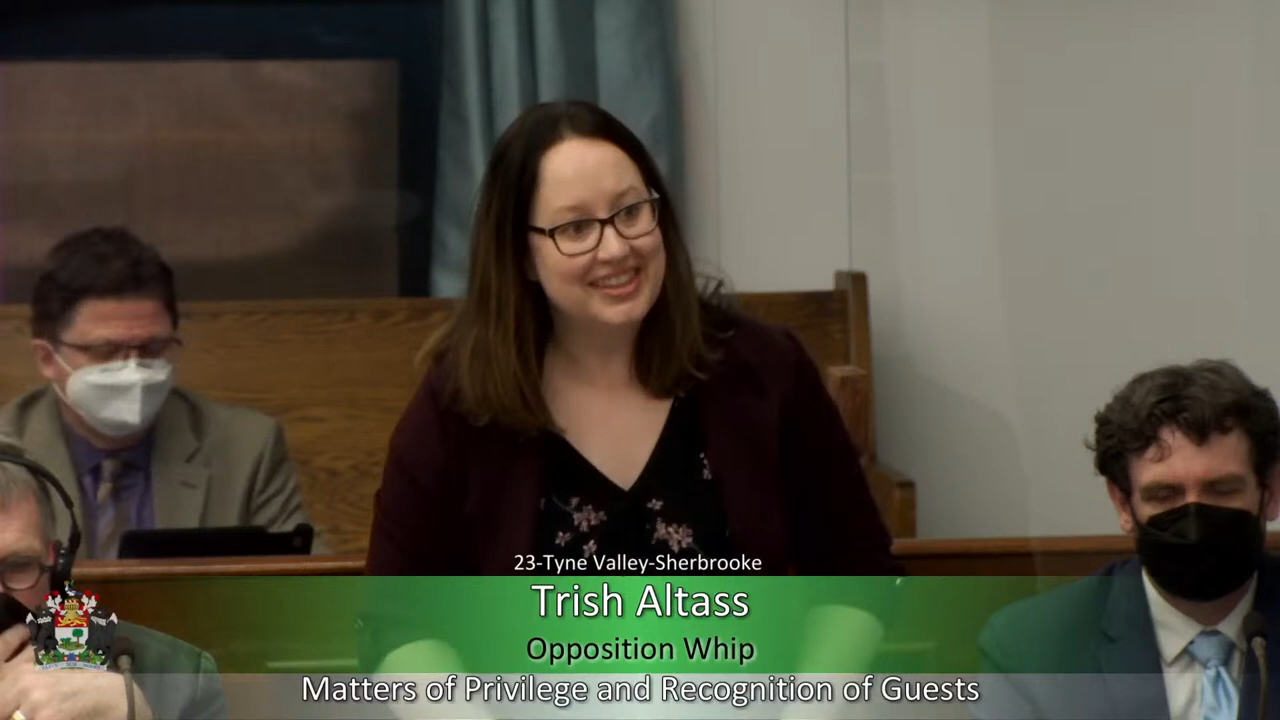 23-Tyne Valley-Sherbrooke
Trish Altass
Opposition Whip
Matters of Privilege and Recognition of Guests